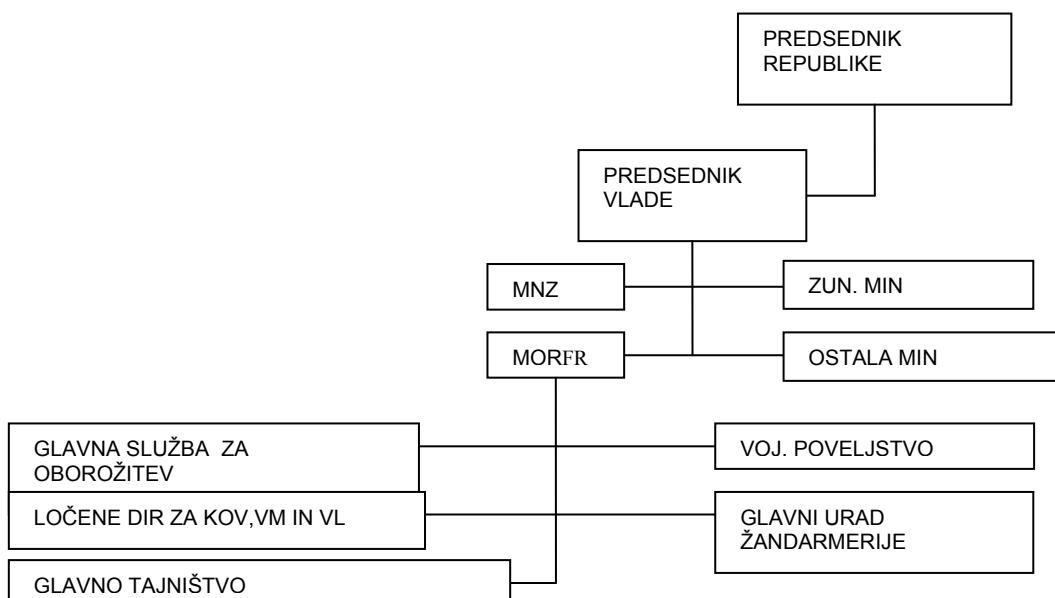 PREDSEDNIK
REPUBLIKE
PREDSEDNIK
VLADE
MNZ
ZUN. MIN
MORFR
OSTALA MIN
GLAVNA SLUŽBA ZA
OBOROŽITEV
VOJ. POVELJSTVO
LOČENE DIR ZA KOV,VM IN VL
GLAVNI URAD
ŽANDARMERIJE
GLAVNO TAJNIŠTVO